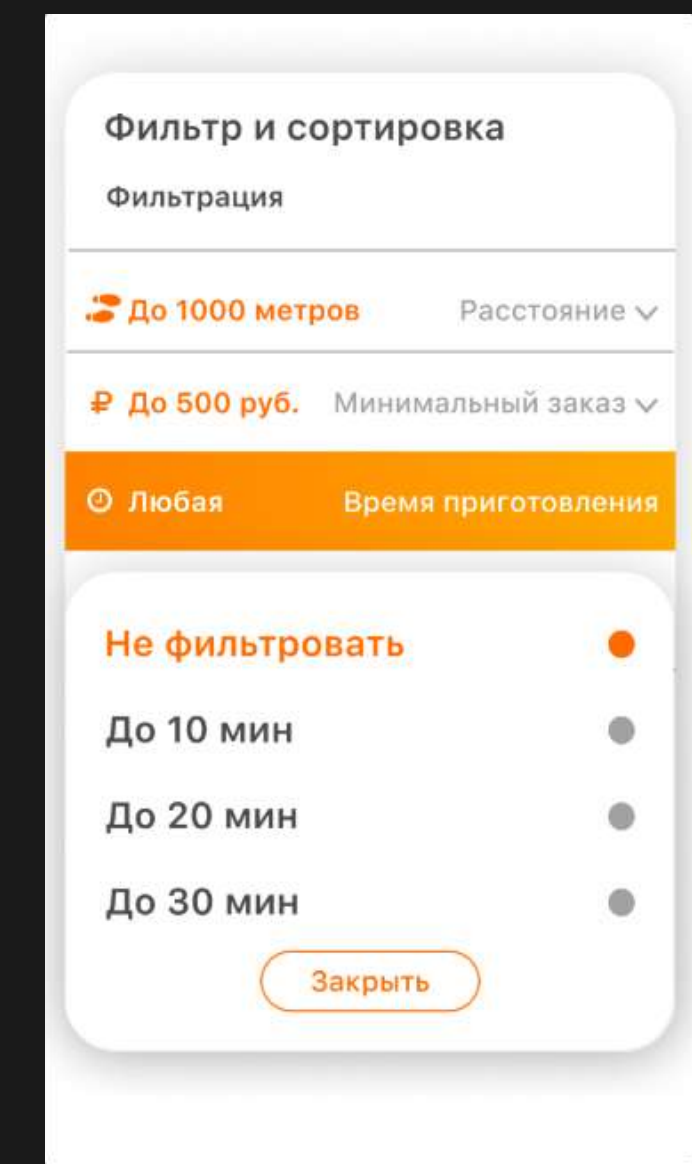 Фильтр и сортировка
Фильтрация
До 1000 метров Расстояние
₽ До 500 руб. Минимальный заказ
Любая Время приготовления
Не фильтровать
До 10 мин
До 20 мин
До 30 мин
Закрыть